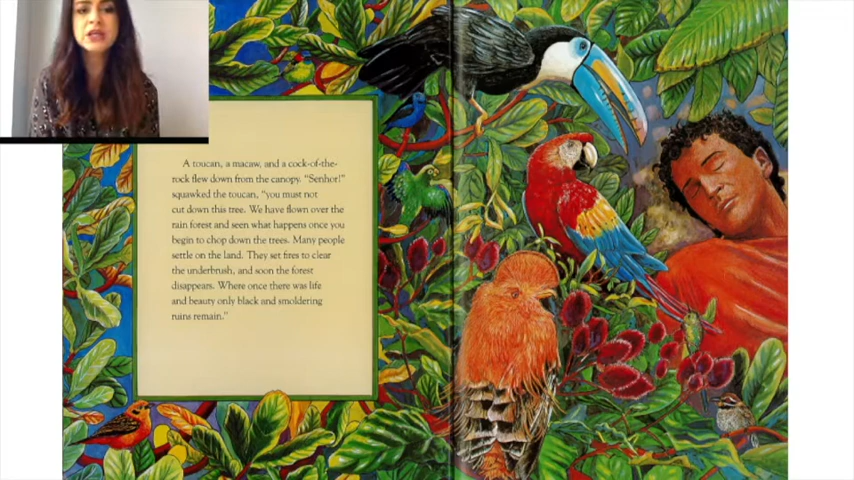 A toucan, a macaw, and a cock-of-the-
rock flew down from the canopy. "Senhor!"
squawked the toucan, "you must not
cut down this tree. We have flown over the
rain forest and seen what happens once you
begin to chop down the trees. Many people
settle on the land. They set fires to clear
the underbrush, and soon the forest
disappears. Where once there was life
and beauty only black and smoldering
ruins remain."